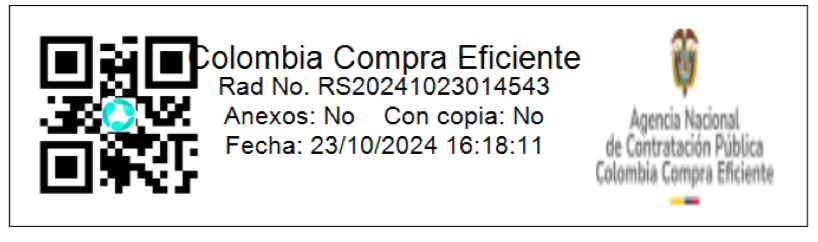 Colombia Compra Eficiente
Rad No. RS20241023014543
Anexos: No Con copia: No
Fecha: 23/10/2024 16:18:11
Agencia Nacional
de Contratación Pública
Colombia Compra Eficiente